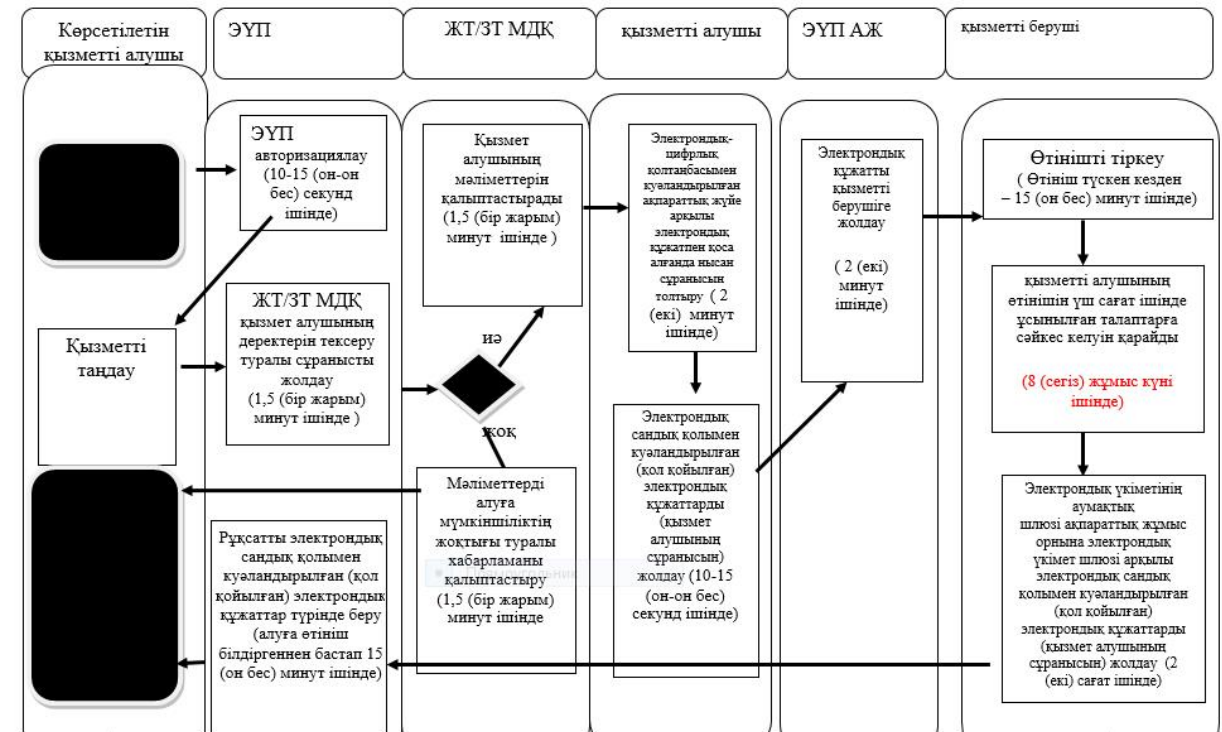 Көрсетілетін
қызметті алушы
ЭҮП
ЖТ/ЗТ МДҚ
қызметті алушы
ЭҮП АЖ
қызметті беруші
ЭҮП
авторизациялау
(10-15 (он-он
бес) секунд
ішінде)
Қызметті
таңдау
ЖТ/ЗТ МДҚ
қызмет алушының
деректерін тексеру
туралы сұранысты
жолдау
(1,5 (бір жарым)
минут ішінде )
Қызмет
алушының
мәліметтерін
қалыптастырады
(1,5 (бір жарым)
минут ішінде )
иә
жоқ
Мәліметтерді
алуға
мүмкіншіліктің
жоқтығы туралы
хабарламаны
қалыптастыру
(1,5 (бір жарым)
минут ішінде
Прямоугольник
Электрондық-
цифрлық
қолтаңбасымен
куәландырылған
ақпараттық жүйе
арқылы
электрондық
құжатпен қоса
алғанда нысан
сұранысын
толтыру ( 2
(екі) минут
ішінде)
Электрондық
сандық қолымен
куәландырылған
(қол қойылған)
электрондық
құжаттарды
(қызмет
алушының
сұранысын)
жолдау (10-15
(он-он бес)
секунд ішінде)
Электрондық
құжатты
қызметті
берушіге
жолдау
( 2 (екі)
минут
ішінде)
Өтінішті тіркеу
( Өтініш түскен кезден
– 15 (он бес) минут ішінде)
қызметті алушының
өтінішін үш сағат ішінде
ұсынылған талаптарға
сәйкес келуін қарайды
(8 (сегіз) жұмыс күні
ішінде)
Электрондық үкіметінің
аумақтық
шлюзі ақпараттық жұмыс
орнына электрондық
үкімет шлюзі арқылы
электрондық сандық
қолымен куәландырылған
(қол қойылған)
электрондық құжаттарды
(қызмет алушының
сұранысын) жолдау (2
(екі) сағат ішінде)
Рұқсатты электрондық
сандық қолымен
куәландырылған (қол
қойылған) электрондық
құжаттар түрінде беру
(алуға өтініш
білдіргеннен бастап 15
(он бес) минут ішінде)